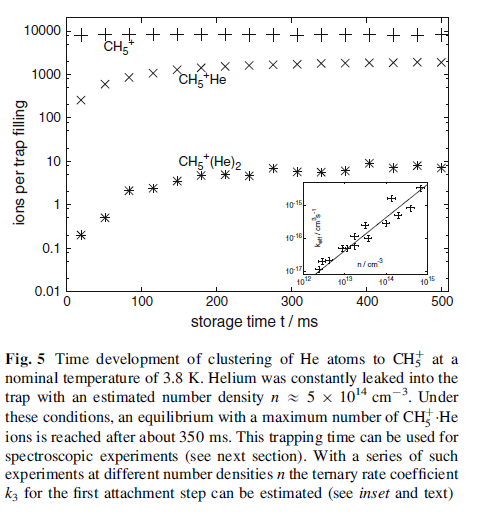 10000
1000
100
10
1
0.1
0.01
ions per trap filling
CH₅⁺
CH₅⁺He
CH₅⁺(He)₂
10⁻¹⁵
10⁻¹⁶
10⁻¹⁷
k_eff / cm³s⁻¹
n / cm⁻³
10¹² 10¹³ 10¹⁴ 10¹⁵
0 100 200 300 400 500
storage time t / ms
Fig. 5 Time development of clustering of He atoms to CH₅⁺ at a
nominal temperature of 3.8 K. Helium was constantly leaked into the
trap with an estimated number density n ≈ 5 × 10¹⁴ cm⁻³. Under
these conditions, an equilibrium with a maximum number of CH₅⁺·He
ions is reached after about 350 ms. This trapping time can be used for
spectroscopic experiments (see next section). With a series of such
experiments at different number densities n the ternary rate coefficient
k₃ for the first attachment step can be estimated (see inset and text)